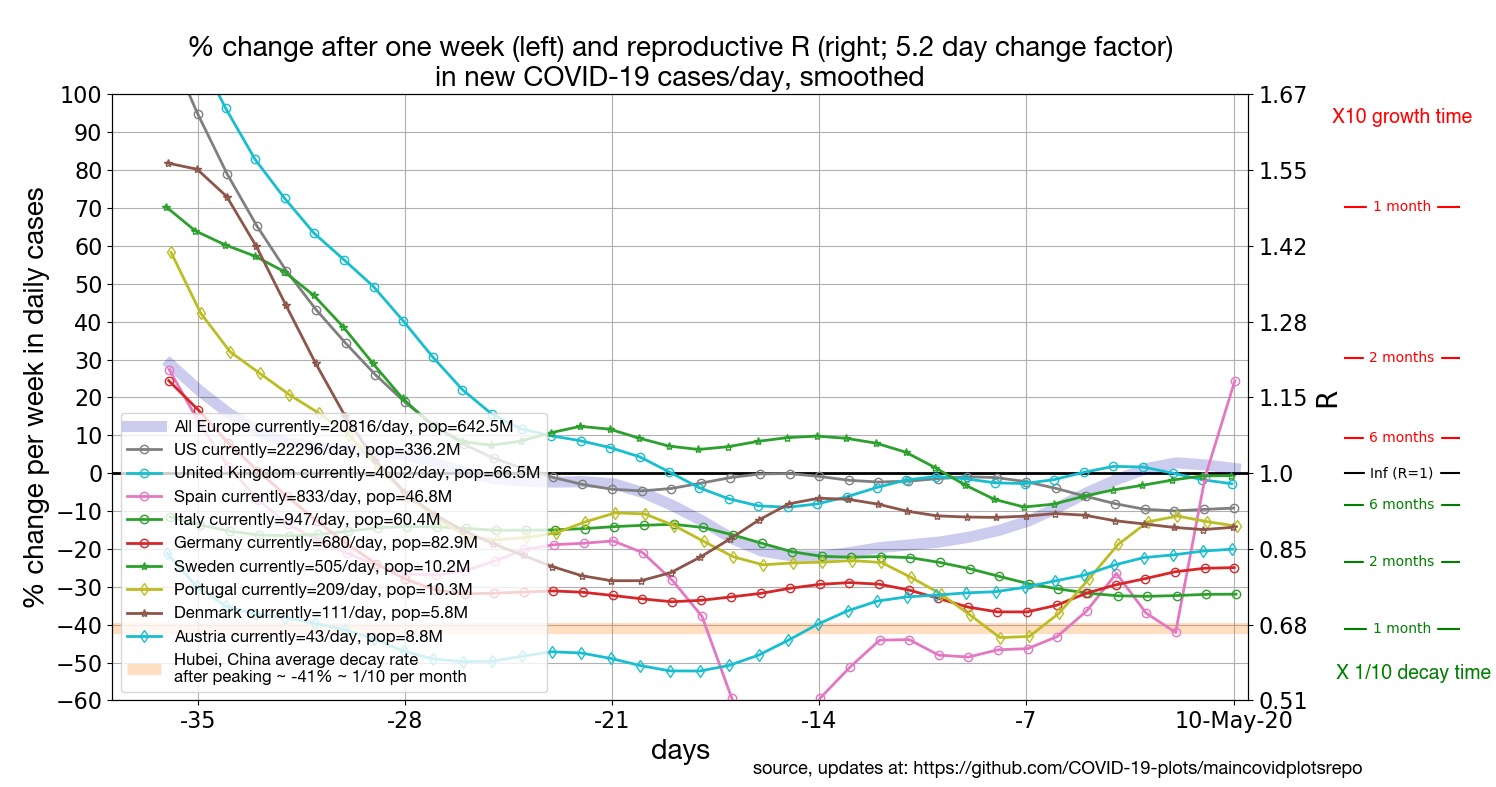 % change after one week (left) and reproductive R (right; 5.2 day change factor)
in new COVID-19 cases/day, smoothed
% change per week in daily cases
100
90
80
70
60
50
40
30
20
10
0
−10
−20
−30
−40
−50
−60
All Europe currently=20816/day, pop=642.5M
US currently=22296/day, pop=336.2M
United Kingdom currently=4002/day, pop=66.5M
Spain currently=833/day, pop=46.8M
Italy currently=947/day, pop=60.4M
Germany currently=680/day, pop=82.9M
Sweden currently=505/day, pop=10.2M
Portugal currently=209/day, pop=10.3M
Denmark currently=111/day, pop=5.8M
Austria currently=43/day, pop=8.8M
Hubei, China average decay rate
after peaking ~ -41% ~ 1/10 per month
1.67
1.55
1.42
1.28
1.15
1.0
0.85
0.68
0.51
R
X10 growth time
1 month
2 months
6 months
Inf (R=1)
6 months
2 months
1 month
X 1/10 decay time
-35 -28 -21 -14 -7 10-May-20
days
source, updates at: https://github.com/COVID-19-plots/maincovidplotsrepo